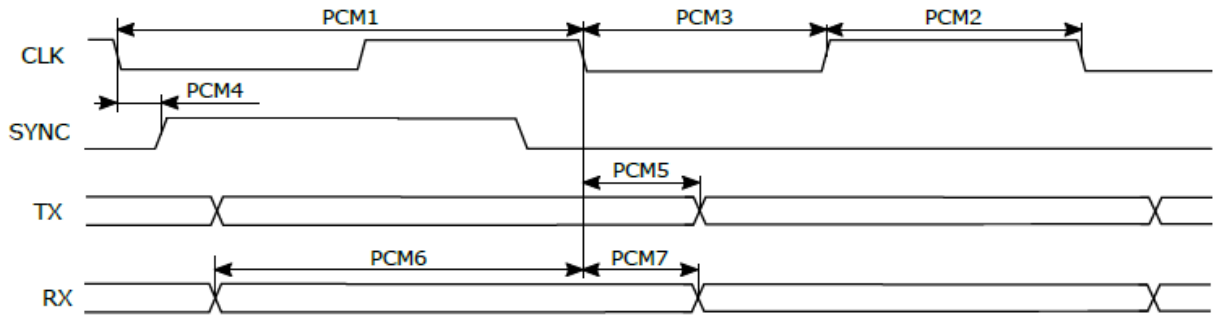 PCM1 PCM3 PCM2
CLK
PCM4
SYNC
PCM5
TX
PCM6 PCM7
RX